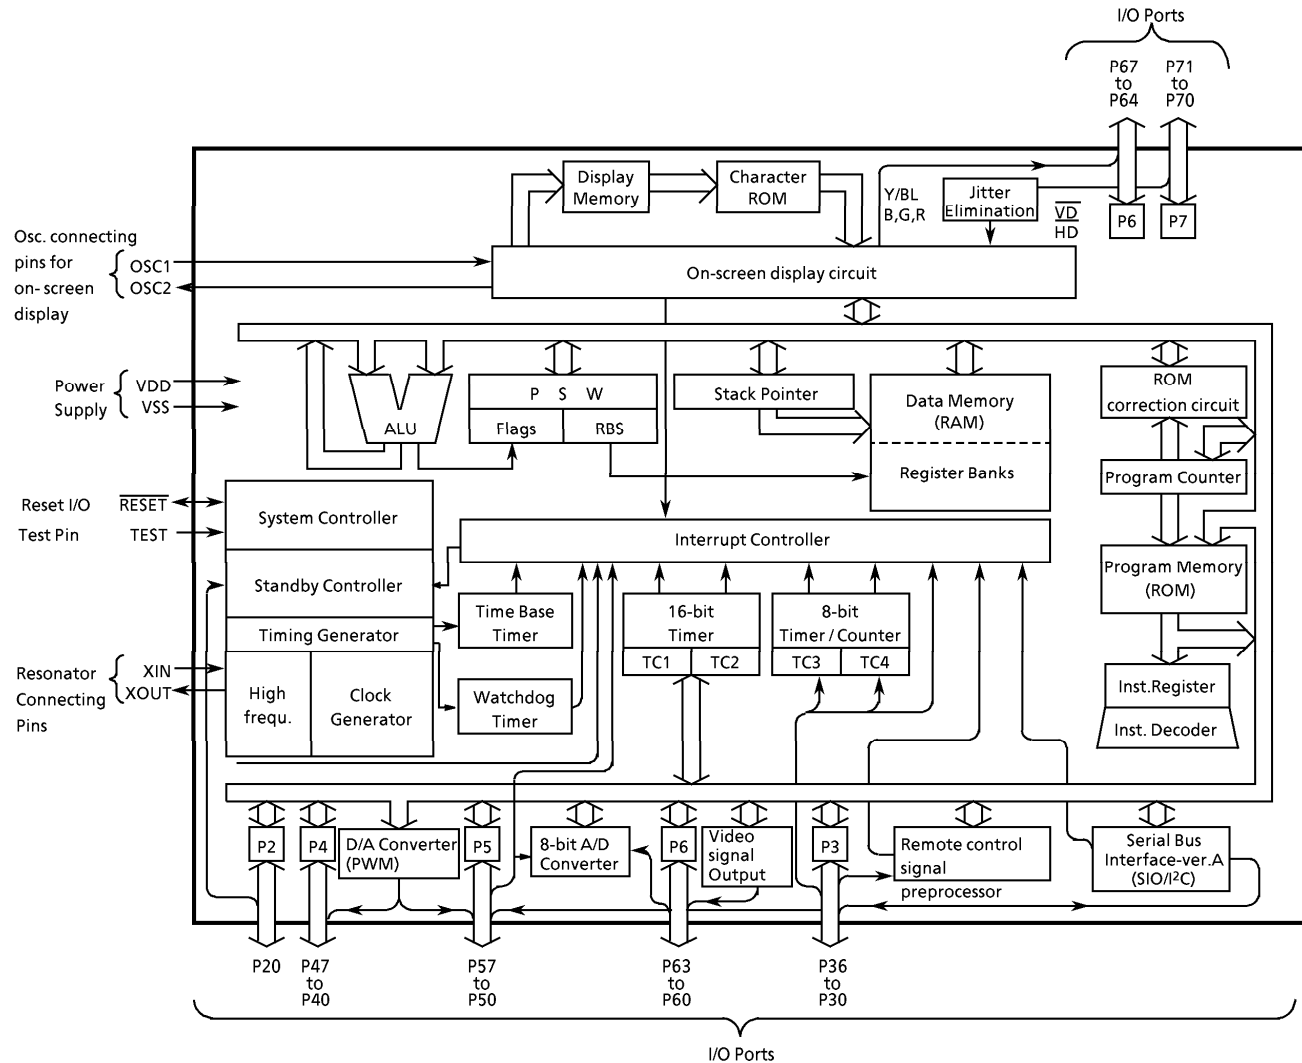 I/O Ports
P67
to
P64
P71
to
P70
Display
Memory
Character
ROM
Y/BL
B,G,R
Jitter
Elimination
VD
HD
P6
P7
Osc. connecting
pins for
on- screen
display
OSC1
OSC2
On-screen display circuit
Power
Supply
VDD
VSS
ALU
P S W
Flags
RBS
Stack Pointer
Data Memory
(RAM)
Register Banks
ROM
correction circuit
Program Counter
Reset I/O
RESET
Test Pin
TEST
System Controller
Interrupt Controller
Standby Controller
Program Memory
(ROM)
Timing Generator
Time Base
Timer
16-bit
Timer
TC1
TC2
8-bit
Timer / Counter
TC3
TC4
Resonator
Connecting
Pins
XIN
XOUT
High
frequ.
Clock
Generator
Watchdog
Timer
Inst.Register
Inst. Decoder
P2
P4
D/A Converter
(PWM)
P5
8-bit A/D
Converter
P6
Video
signal
Output
P3
Remote control
signal
preprocessor
Serial Bus
Interface-ver.A
(SIO/I²C)
P20
P47
to
P40
P57
to
P50
P63
to
P60
P36
to
P30
I/O Ports